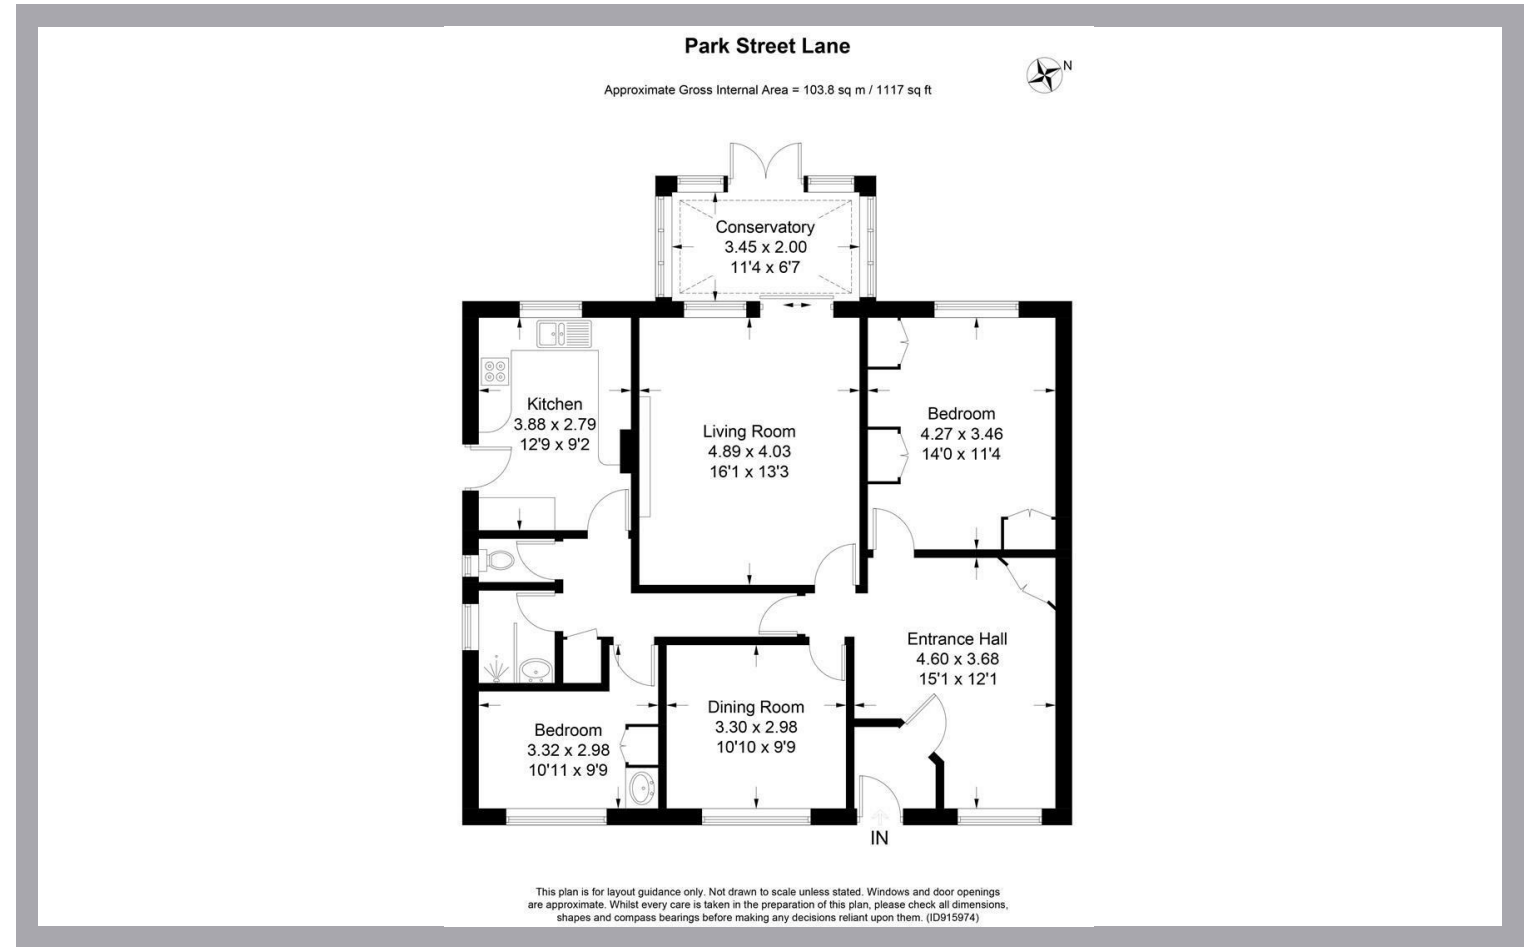 Park Street Lane
N
Approximate Gross Internal Area = 103.8 sq m / 1117 sq ft
Conservatory
3.45 x 2.00
11'4 x 6'7
Kitchen
3.88 x 2.79
12'9 x 9'2
Living Room
4.89 x 4.03
16'1 x 13'3
Bedroom
4.27 x 3.46
14'0 x 11'4
Entrance Hall
4.60 x 3.68
15'1 x 12'1
Bedroom
3.32 x 2.98
10'11 x 9'9
Dining Room
3.30 x 2.98
10'10 x 9'9
IN
This plan is for layout guidance only. Not drawn to scale unless stated. Windows and door openings
are approximate. Whilst every care is taken in the preparation of this plan, please check all dimensions,
shapes and compass bearings before making any decisions reliant upon them. (ID915974)